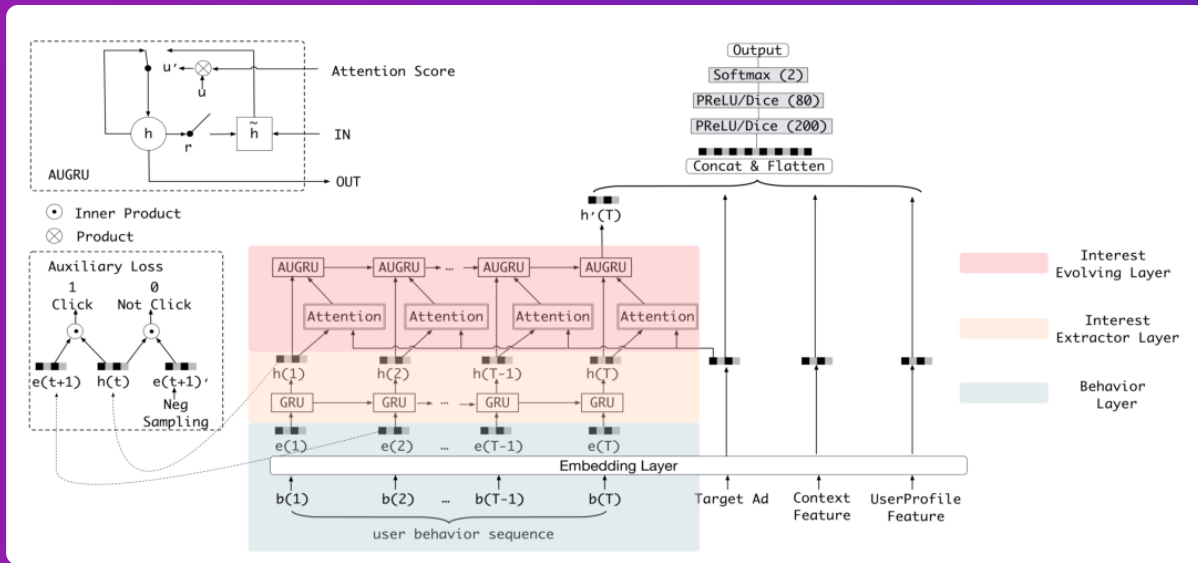 Output
Softmax (2)
PReLU/Dice (80)
PReLU/Dice (200)
Concat & Flatten
h'(T)
u'
u
Attention Score
h
r
h̃
IN
AUGRU
OUT
Inner Product
Product
Auxiliary Loss
1
0
Click
Not Click
e(t+1)
h(t)
e(t+1)'
Neg
Sampling
AUGRU
AUGRU
…
AUGRU
AUGRU
Attention
Attention
Attention
Attention
h(1)
h(2)
h(T-1)
h(T)
GRU
GRU
…
GRU
GRU
e(1)
e(2)
…
e(T-1)
e(T)
Embedding Layer
b(1)
b(2)
…
b(T-1)
b(T)
user behavior sequence
Target Ad
Context
Feature
UserProfile
Feature
Interest
Evolving Layer
Interest
Extractor Layer
Behavior
Layer